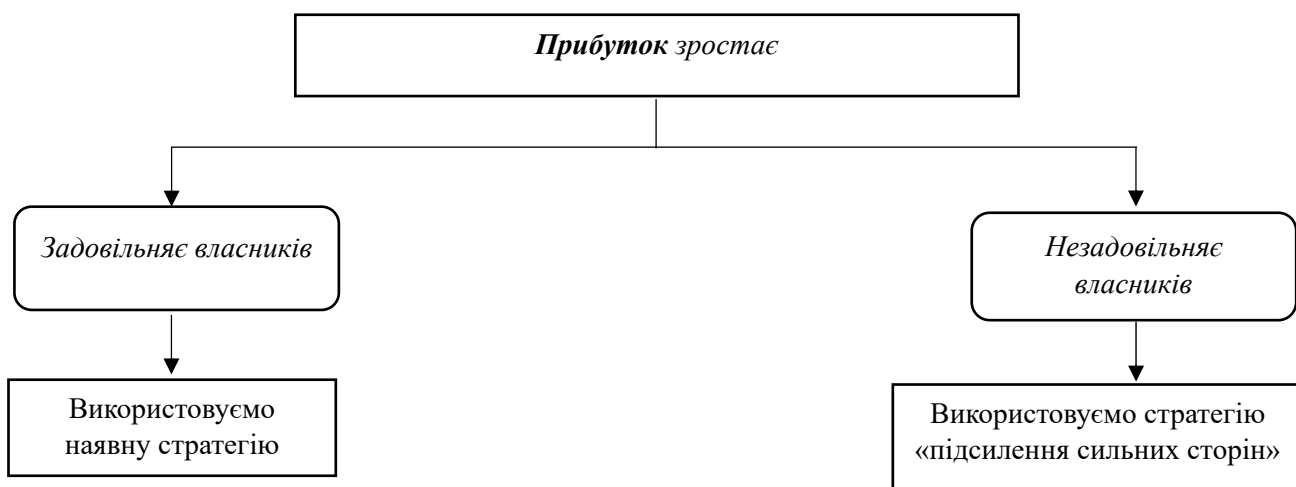 Прибуток зростає
Задовільняє власників
Незадовільняє
власників
Використовуємо
наявну стратегію
Використовуємо стратегію
«підсилення сильних сторін»